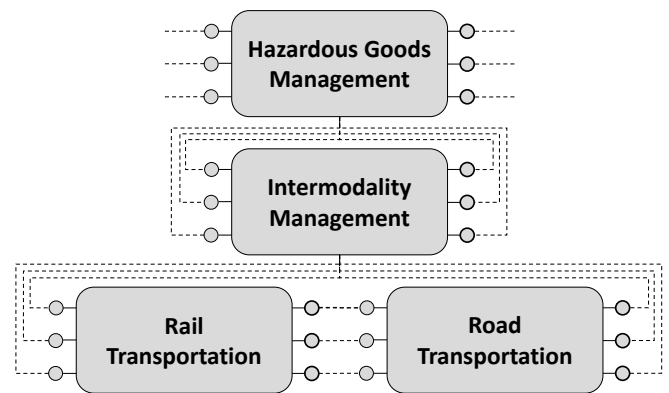 Hazardous Goods
Management
Intermodality
Management
Rail
Transportation
Road
Transportation